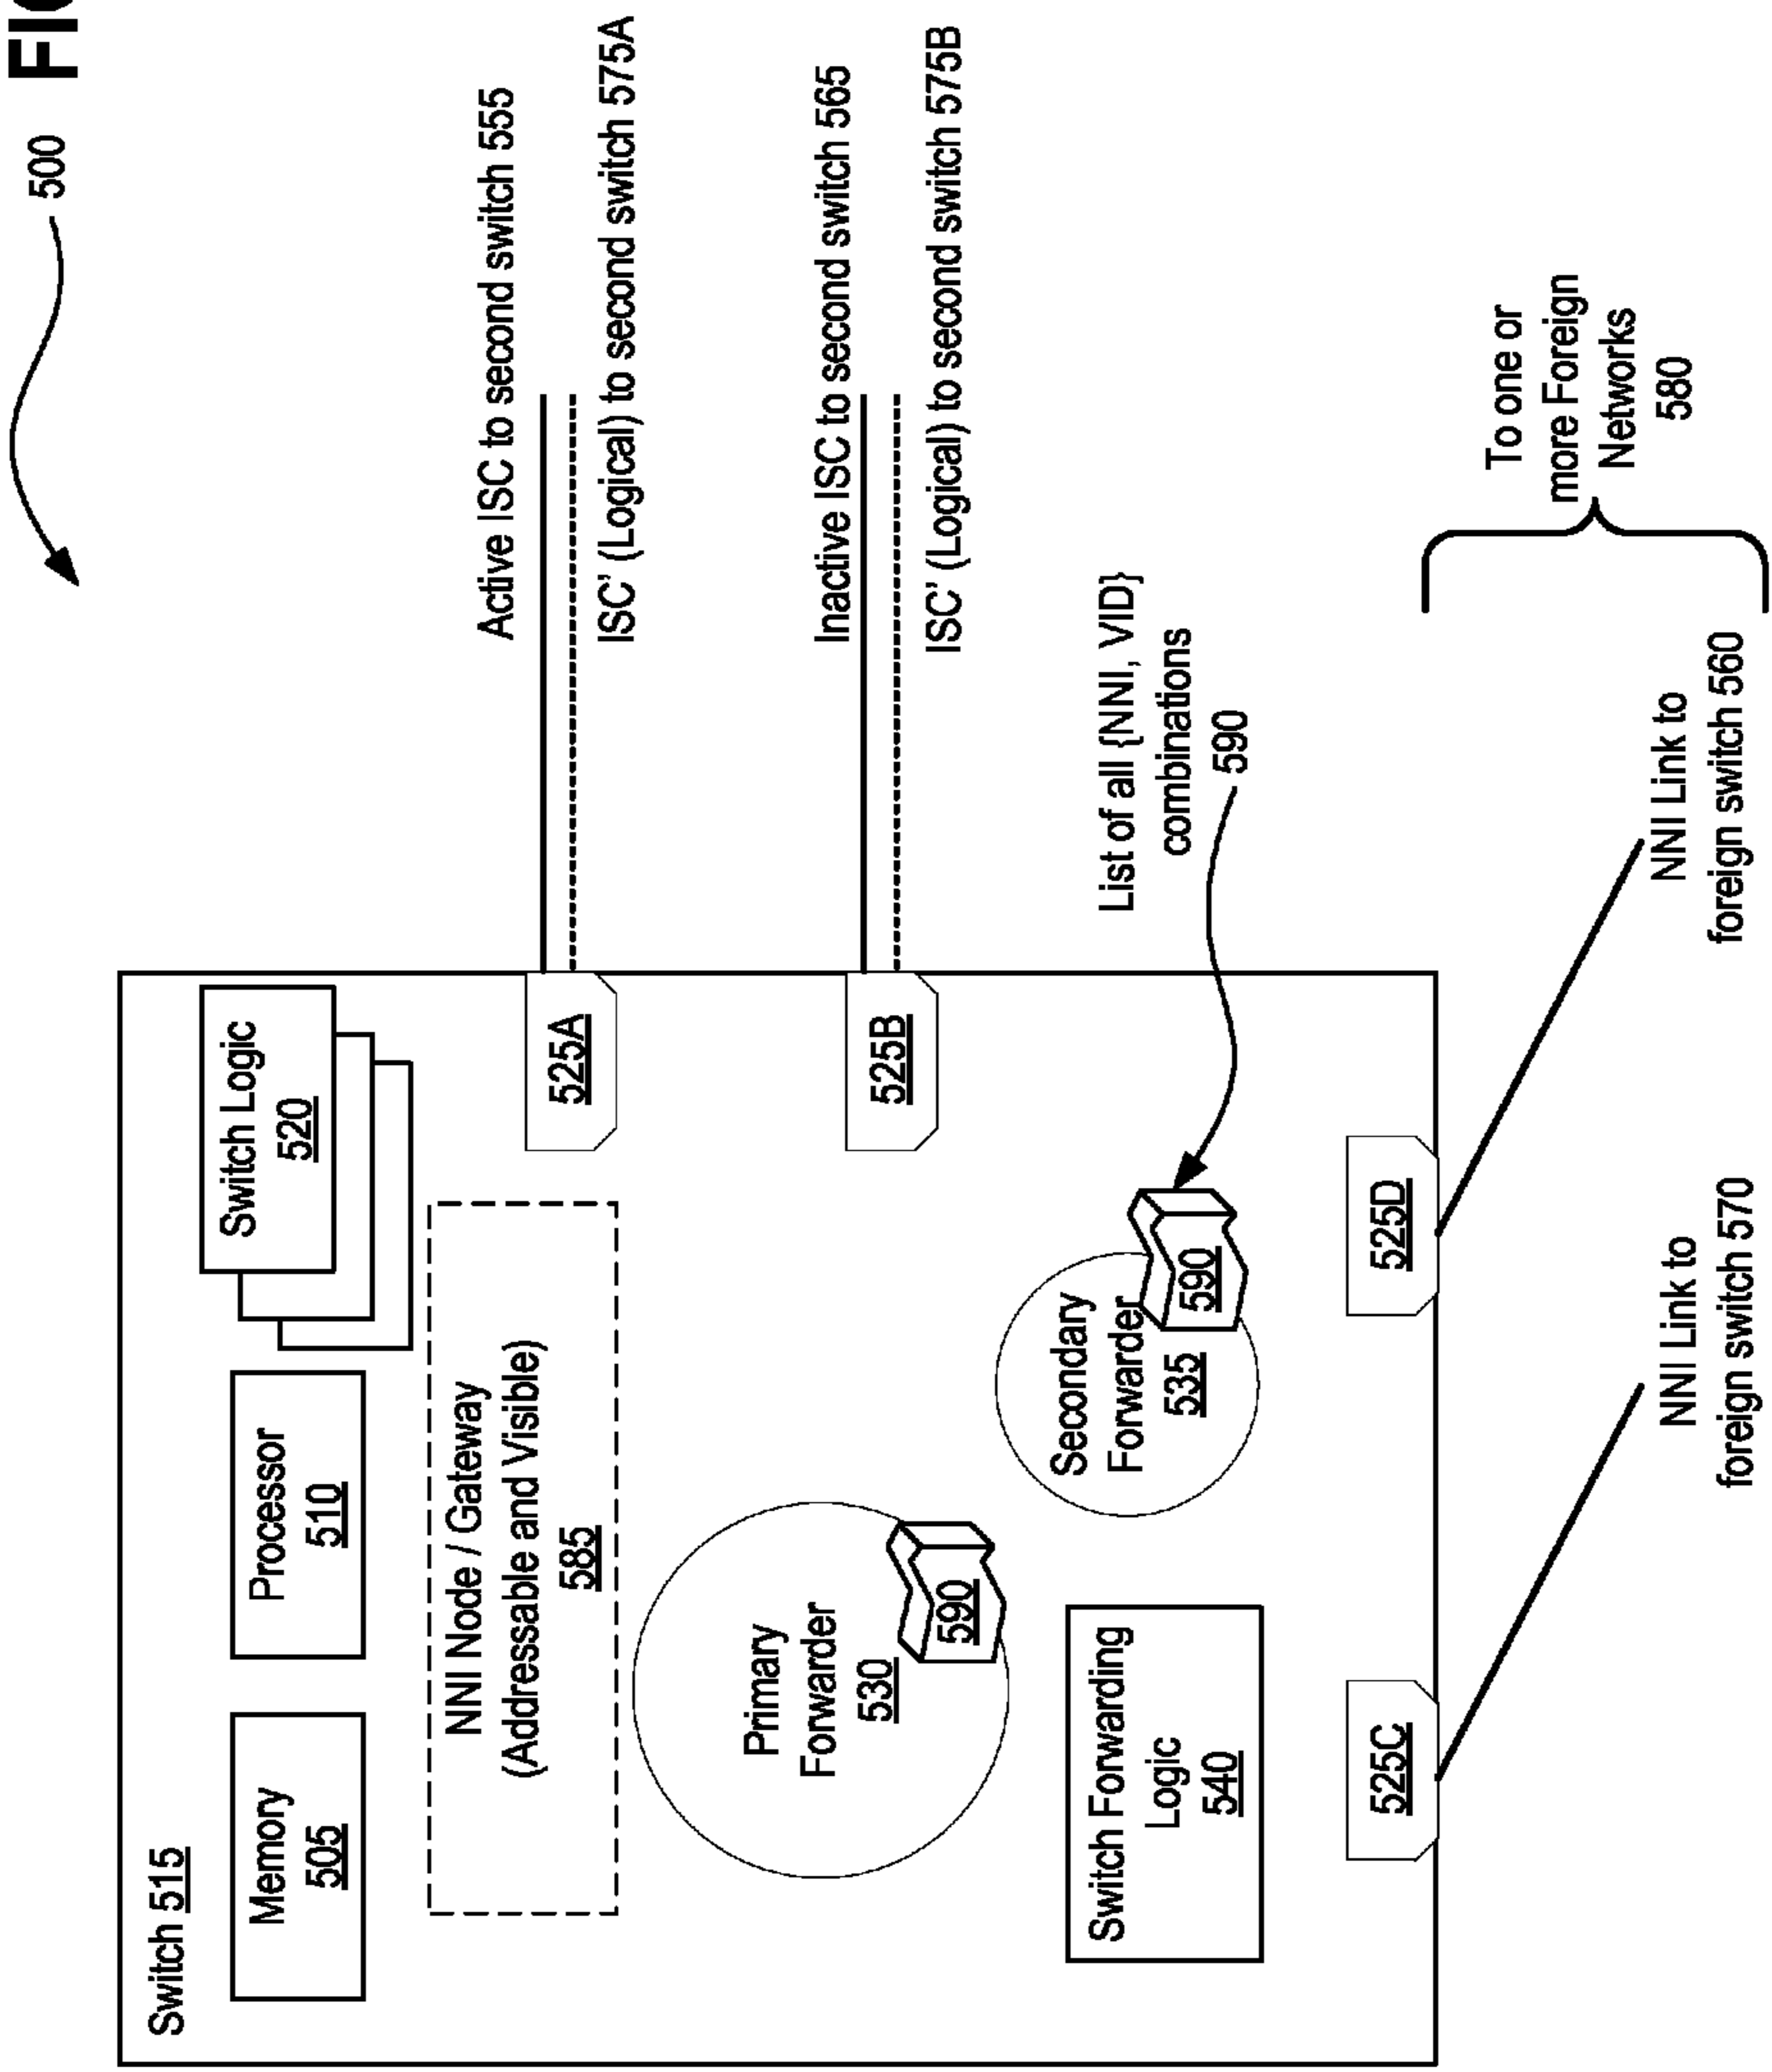 FIG
500
Switch 515
Memory
505
Processor
510
Switch Logic
520
NNI Node / Gateway
(Addressable and Visible)
585
525A
Active ISC to second switch 555
ISC' (Logical) to second switch 575A
Primary
Forwarder
530
590
525B
Inactive ISC to second switch 565
ISC' (Logical) to second switch 575B
Secondary
Forwarder
535
590
List of all {NNI, VID}
combinations
590
Switch Forwarding
Logic
540
525C
525D
NNI Link to
foreign switch 570
NNI Link to
foreign switch 560
To one or
more Foreign
Networks
580